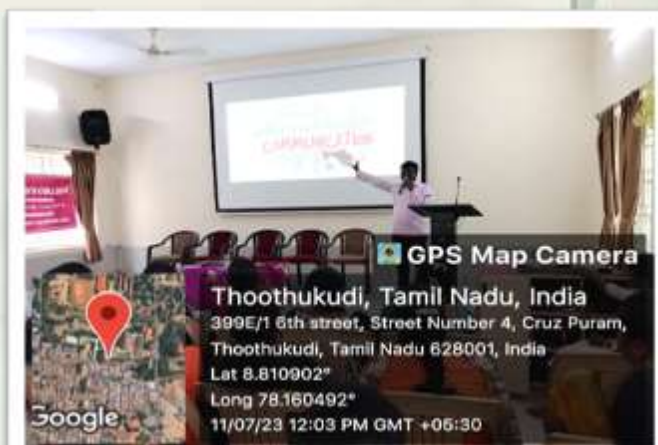 COMMUNICATION
GPS Map Camera
Thoothukudi, Tamil Nadu, India
399E/1 6th street, Street Number 4, Cruz Puram,
Thoothukudi, Tamil Nadu 628001, India
Lat 8.810902°
Long 78.160492°
11/07/23 12:03 PM GMT +05:30
Google